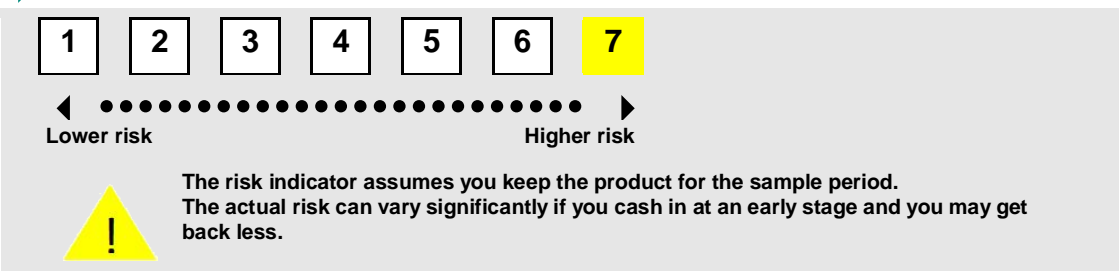 1 2 3 4 5 6 7
Lower risk Higher risk
!
The risk indicator assumes you keep the product for the sample period.
The actual risk can vary significantly if you cash in at an early stage and you may get
back less.